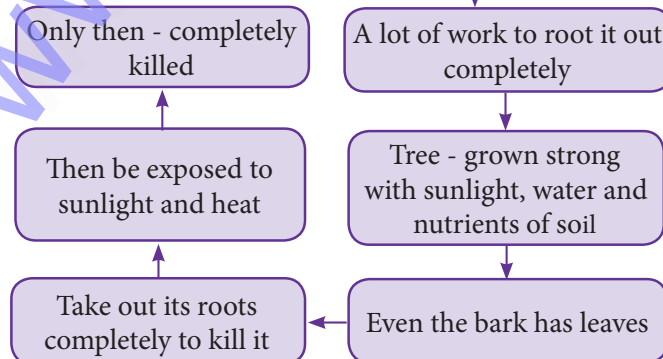 A lot of work to root it out
completely
Tree - grown strong
with sunlight, water and
nutrients of soil
Even the bark has leaves
Take out its roots
completely to kill it
Then be exposed to
sunlight and heat
Only then - completely
killed